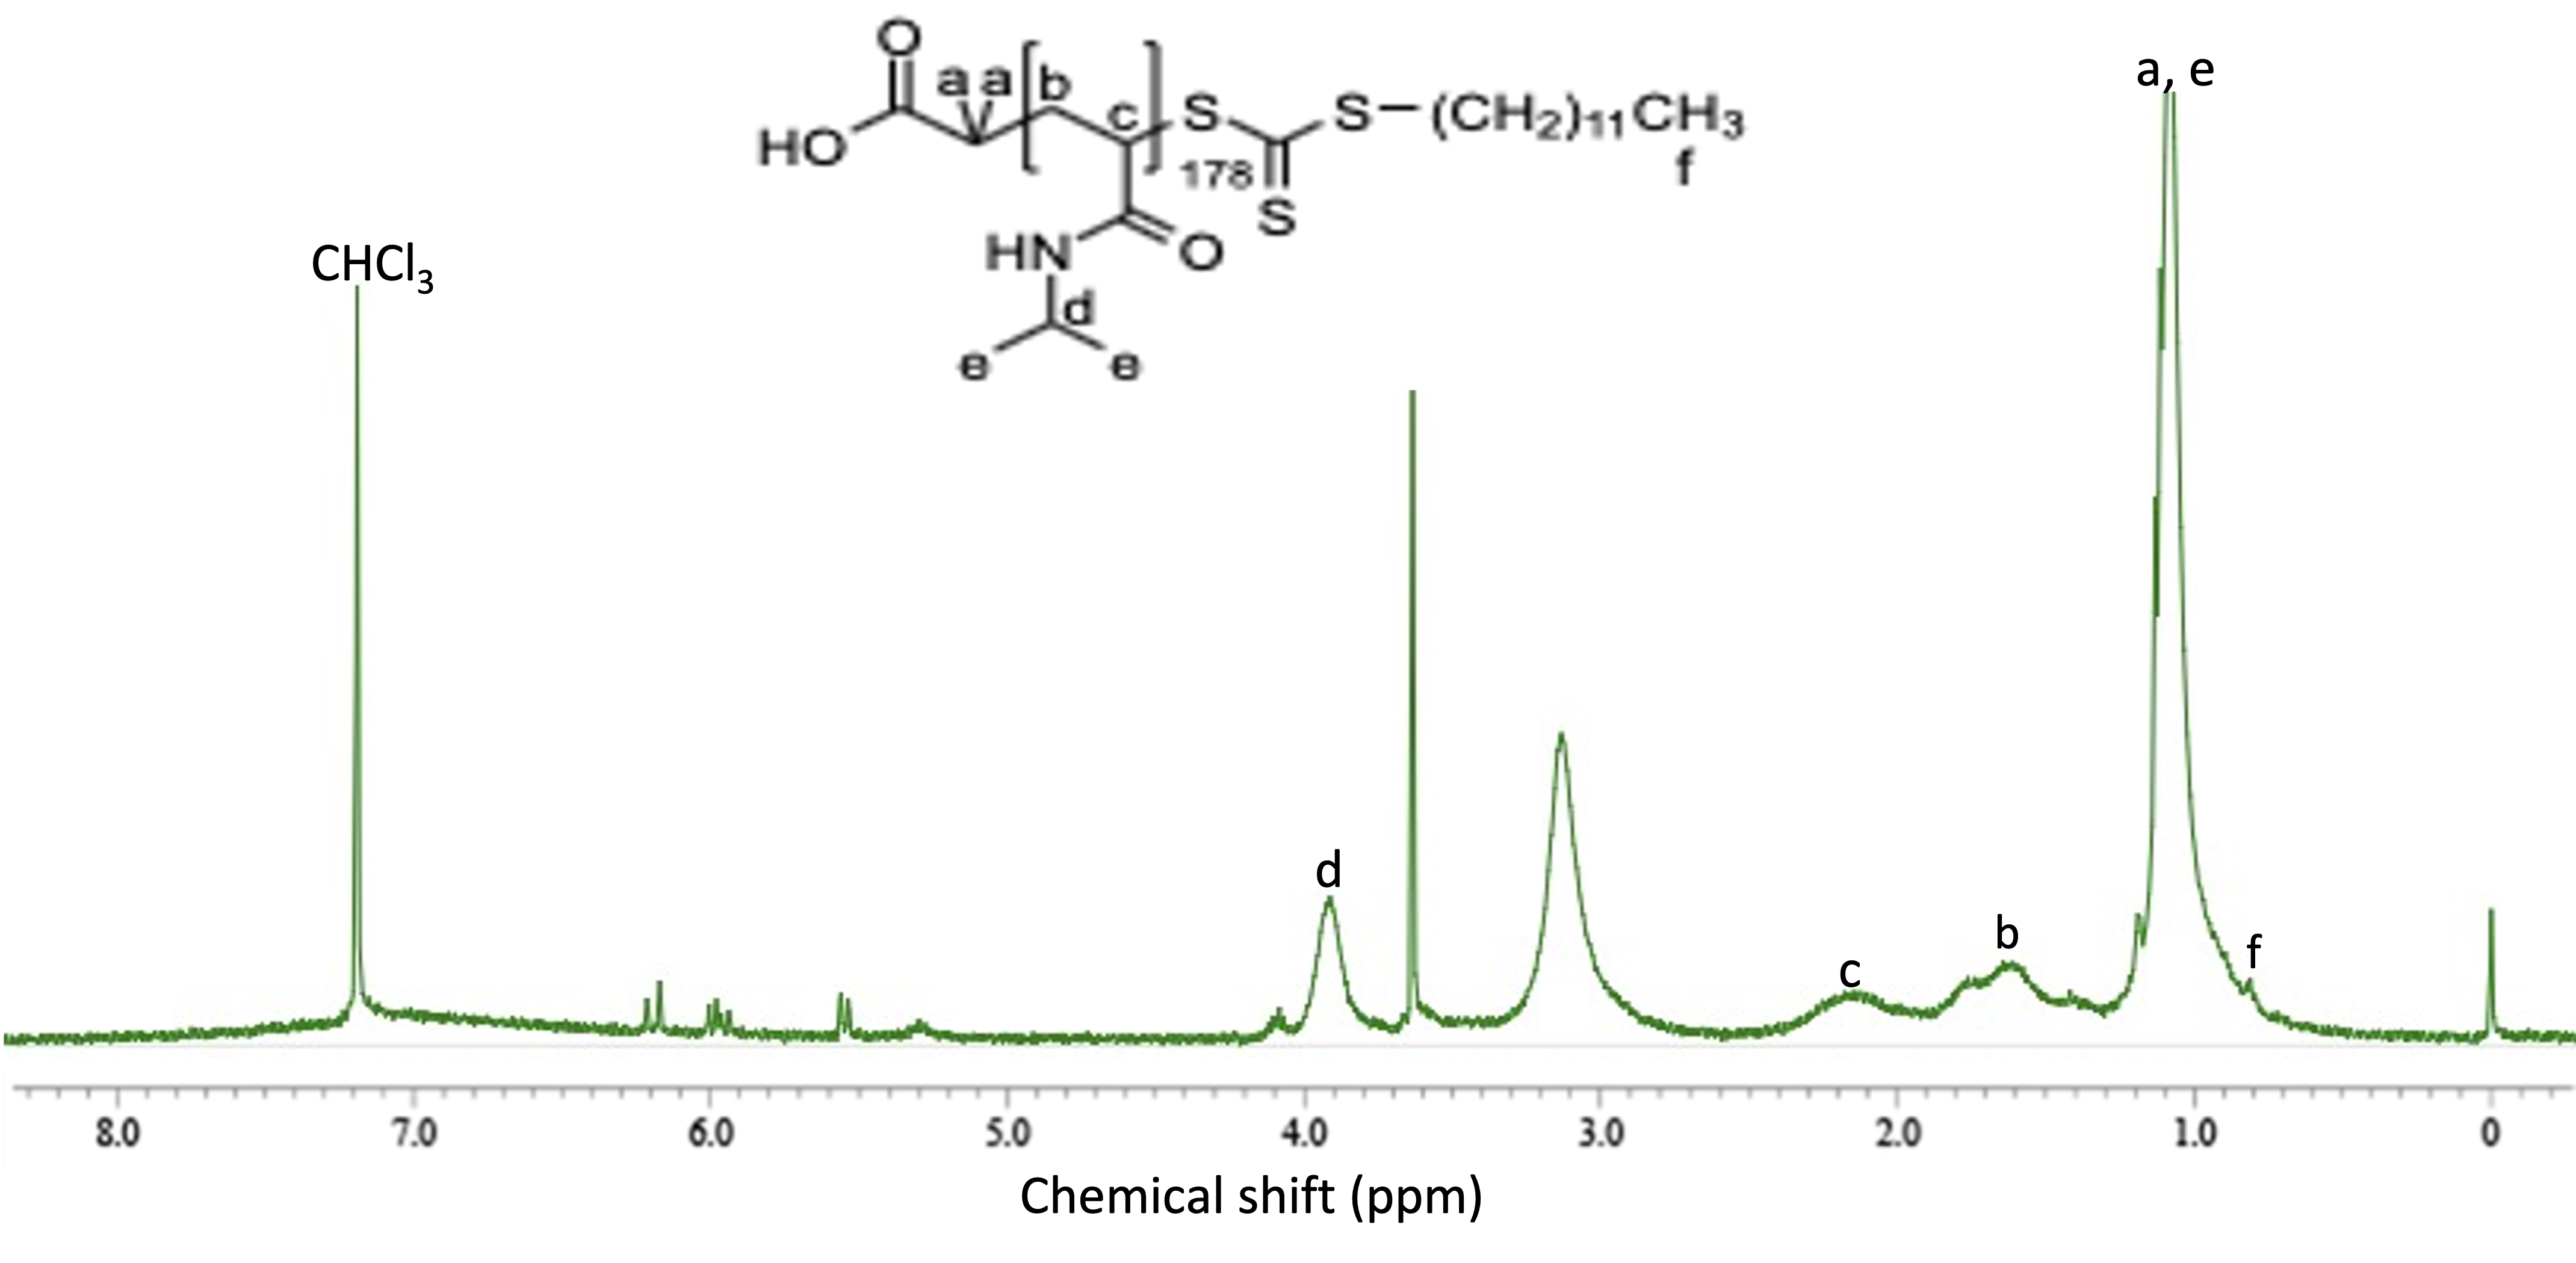 O
a a b
c
HO
S
S
S—(CH₂)₁₁CH₃
f
178
HN
O
d
e
e
CHCl₃
a, e
d
c
b
f
8.0 7.0 6.0 5.0 4.0 3.0 2.0 1.0 0
Chemical shift (ppm)